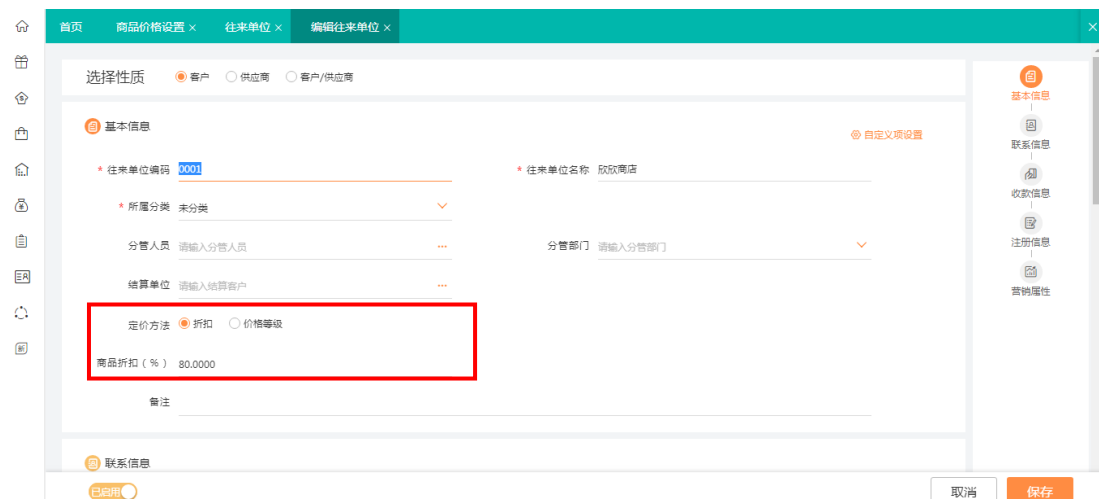 首页 商品价格设置 × 往来单位 × 编辑往来单位 × ×
选择性质 客户 供应商 客户/供应商
基本信息
自定义项设置
* 往来单位编码 0001 * 往来单位名称 欣欣商店
* 所属分类 未分类
分管人员 请输入分管人员 ... 分管部门 请输入分管部门
结算单位 请输入结算客户 ...
定价方法 折扣 价格等级
商品折扣（%） 80.0000
备注
联系信息
已启用
取消 保存
基本信息
联系信息
收款信息
注册信息
营销属性